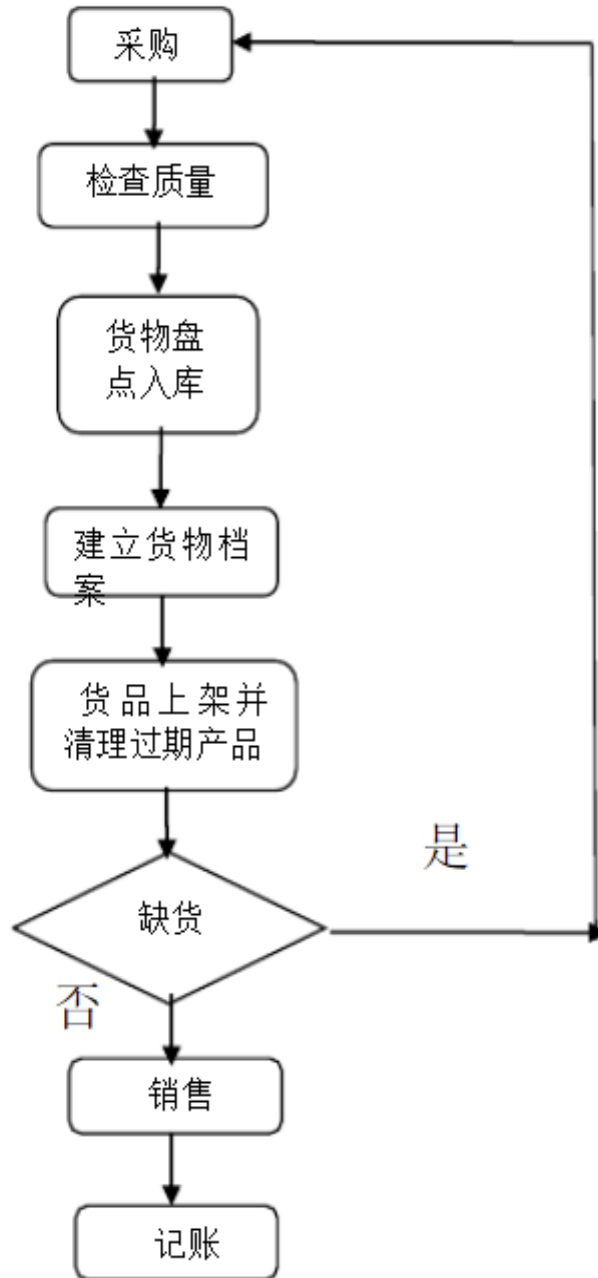 采购
检查质量
货物盘
点入库
建立货物档
案
货品上架并
清理过期产品
是
缺货
否
销售
记账